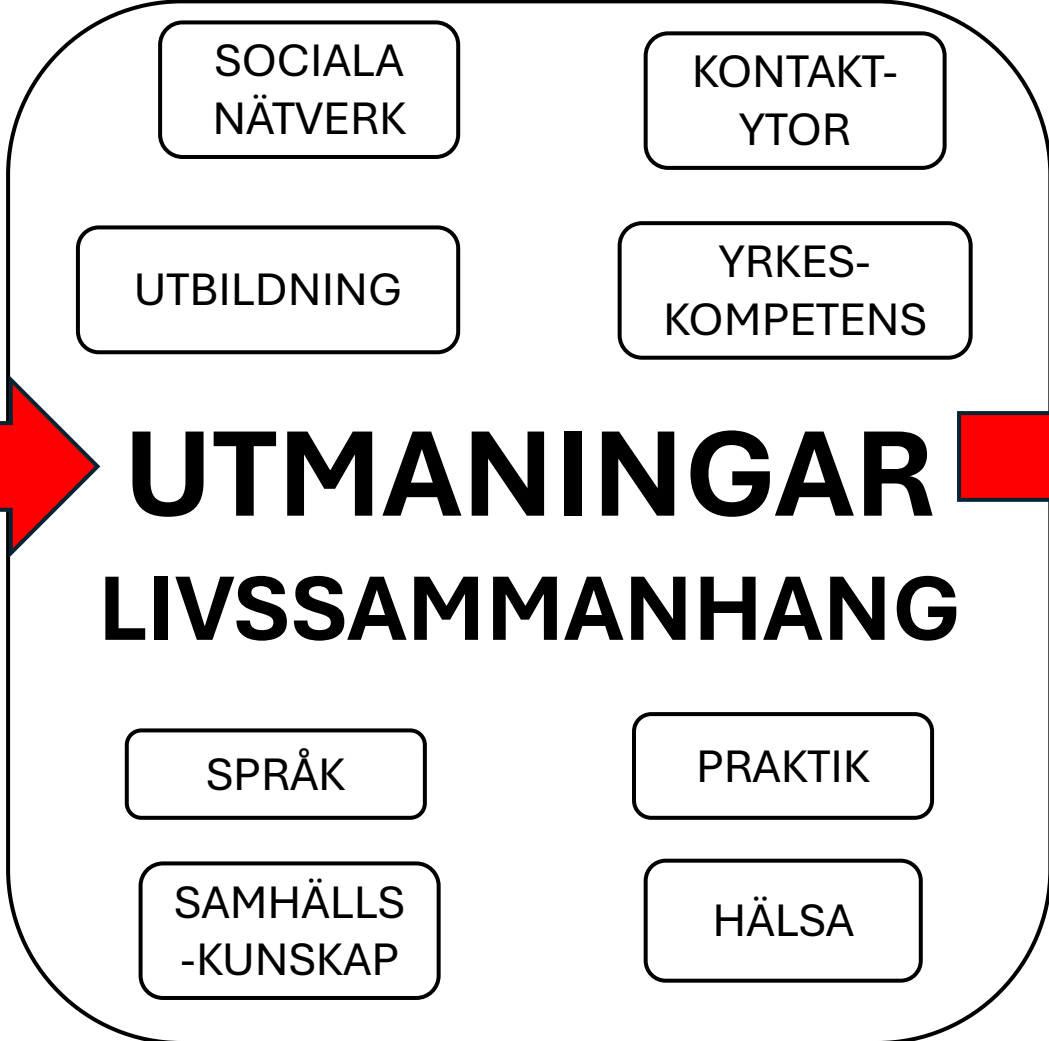 SOCIALA
NÄTVERK
KONTAKT-
YTOR
UTBILDNING
YRKES-
KOMPETENS
UTMANINGAR
LIVSSAMMANHANG
SPRÅK
PRAKTIK
SAMHÄLLS
-KUNSKAP
HÄLSA